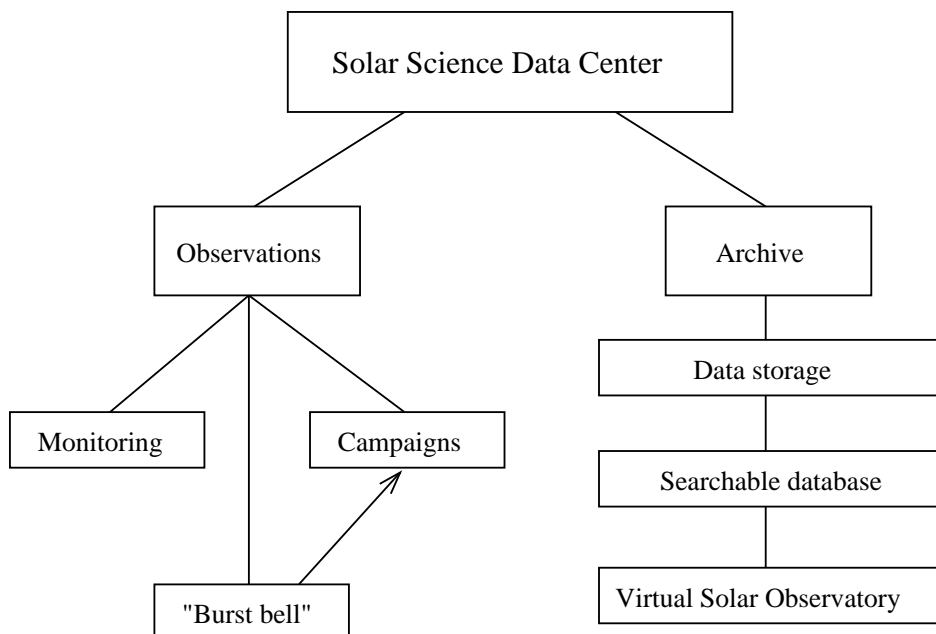 Solar Science Data Center
Observations
Archive
Data storage
Monitoring
Campaigns
Searchable database
"Burst bell"
Virtual Solar Observatory